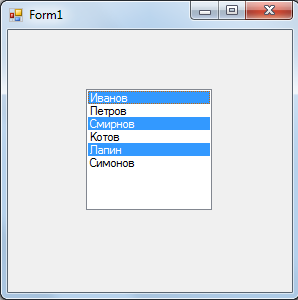 Form1
Иванов
Петров
Смирнов
Котов
Лапин
Симонов